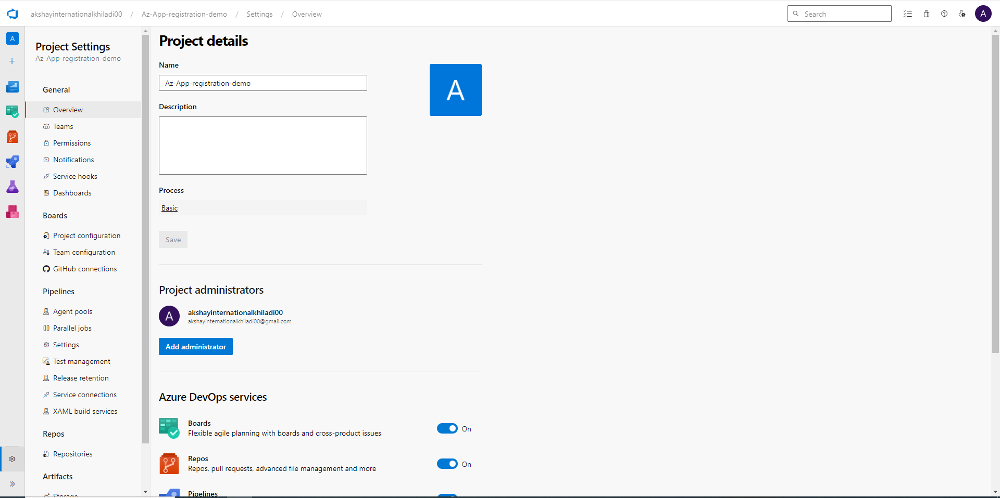 akshayinternationalkhiladi00 / Az-App-registration-demo / Settings / Overview
Search
A
A
Project Settings
Az-App-registration-demo
General
Overview
Teams
Permissions
Notifications
Service hooks
Dashboards
Boards
Project configuration
Team configuration
GitHub connections
Pipelines
Agent pools
Parallel jobs
Settings
Test management
Release retention
Service connections
XAML build services
Repos
Repositories
Artifacts
Storage
Project details
Name
Az-App-registration-demo
A
Description
Process
Basic
Save
Project administrators
A
akshayinternationalkhiladi00
akshayinternationalkhiladi00@gmail.com
Add administrator
Azure DevOps services
Boards
Flexible agile planning with boards and cross-product issues
On
Repos
Repos, pull requests, advanced file management and more
On
Pipelines